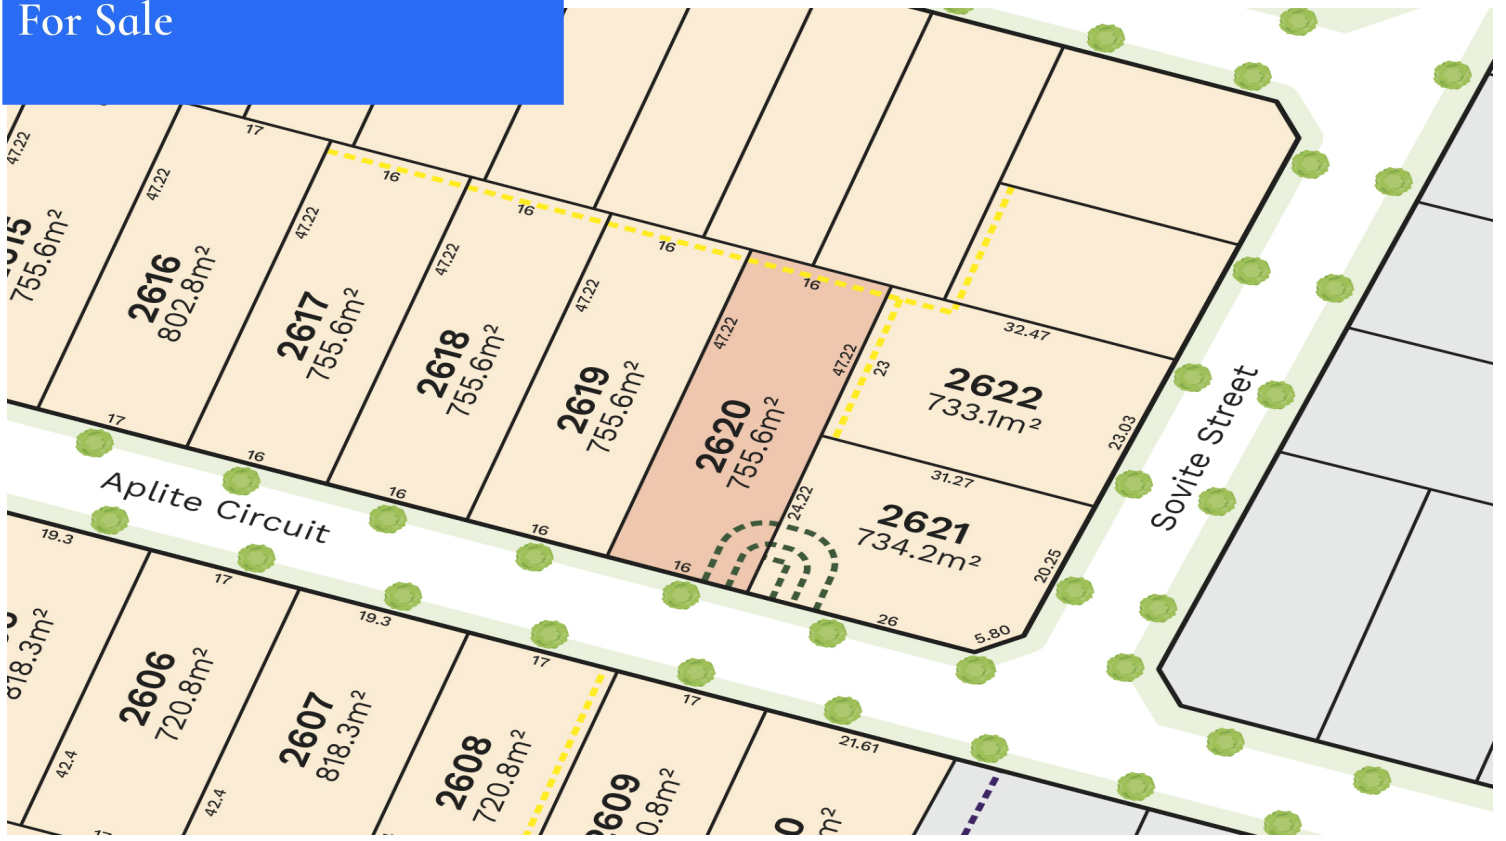 For Sale
17
16
16
16
16
47.22
47.22
47.22
47.22
47.22
47.22
47.22
755.6m²
2616
802.8m²
2617
755.6m²
2618
755.6m²
2619
755.6m²
2620
755.6m²
23
32.47
2622
733.1m²
23.03
31.27
24.22
2621
734.2m²
20.25
17
16
16
16
16
26
5.80
Aplite Circuit
Sovite Street
19.3
17
19.3
17
17
21.61
818.3m²
2606
720.8m²
2607
818.3m²
2608
720.8m²
2609
42.4
42.4